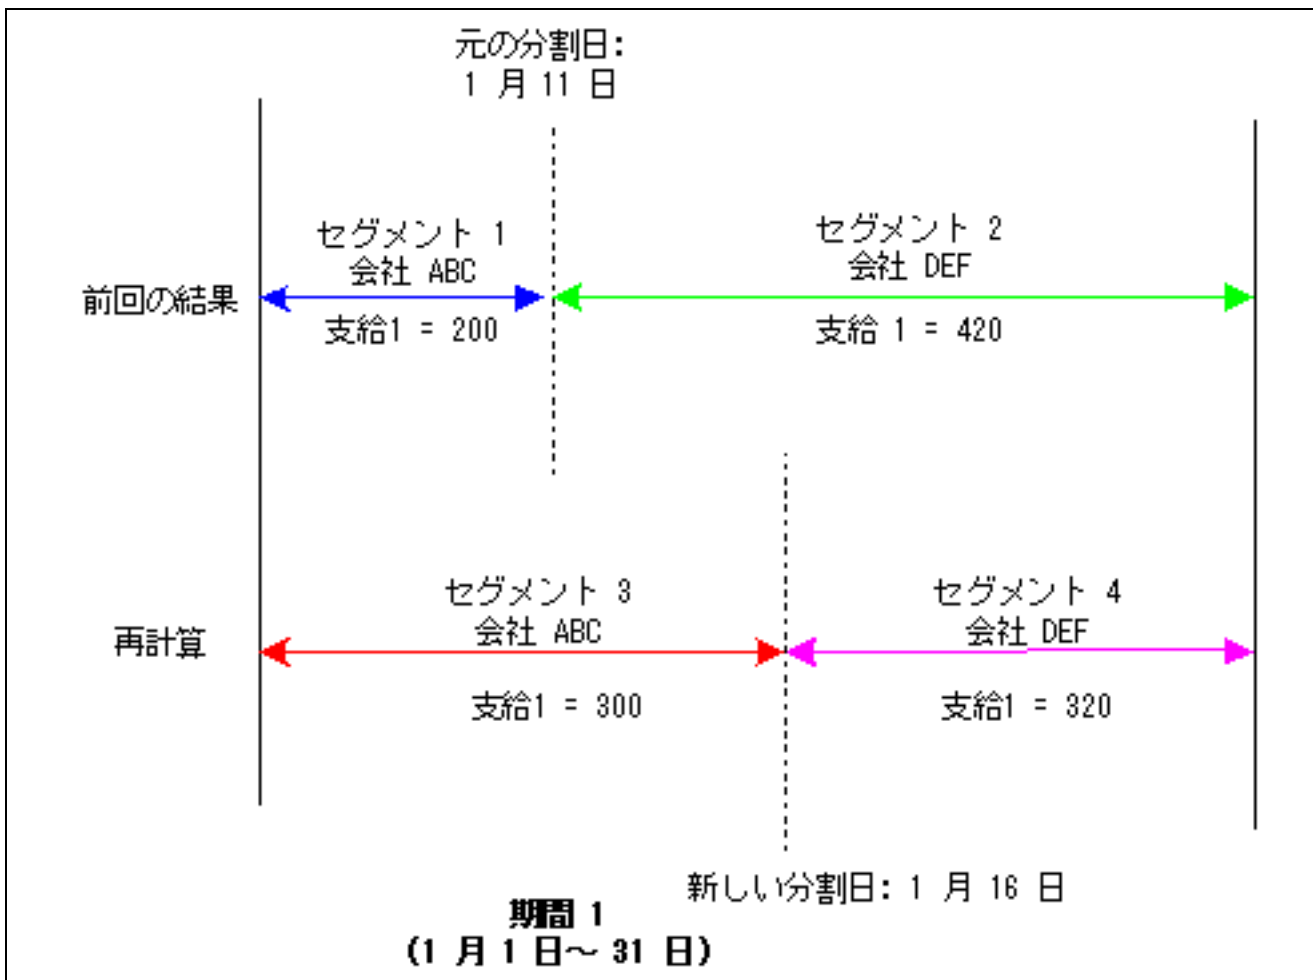 元の分割日:
1 月 11 日
セグメント 1
会社 ABC
セグメント 2
会社 DEF
前回の結果
支給1 = 200
支給 1 = 420
セグメント 3
会社 ABC
セグメント 4
会社 DEF
再計算
支給1 = 300
支給1 = 320
新しい分割日: 1 月 16 日
期間 1
(1 月 1 日～ 31 日)